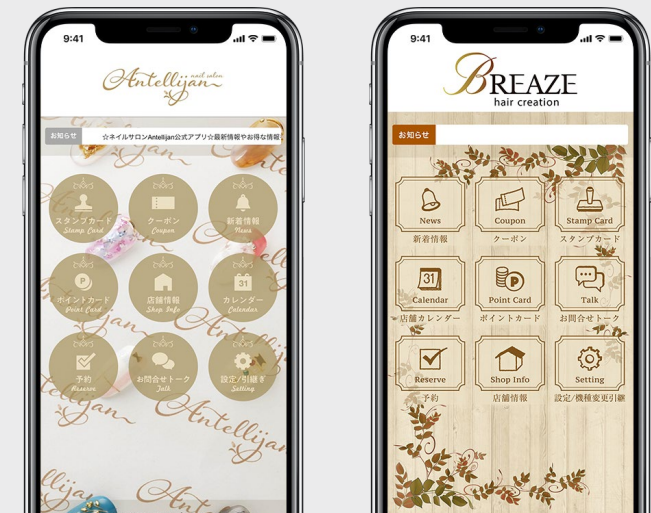 9:41
Antellijan
nail salon
お知らせ
☆ネイルサロンAntellijan公式アプリ☆最新情報やお得な情報
スタンプカード
Stamp Card
クーポン
Coupon
新着情報
News
ポイントカード
Point Card
店舗情報
Shop Info
31
カレンダー
Calendar
予約
Reserve
お問合せトーク
Talk
設定/引継ぎ
Setting
Antellijan
Antellijan
9:41
BREAZE
hair creation
お知らせ
News
新着情報
Coupon
クーポン
Stamp Card
スタンプカード
31
Calendar
店舗カレンダー
P
Point Card
ポイントカード
Talk
お問合せトーク
Reserve
予約
Shop Info
店舗情報
Setting
設定/機種変更引継